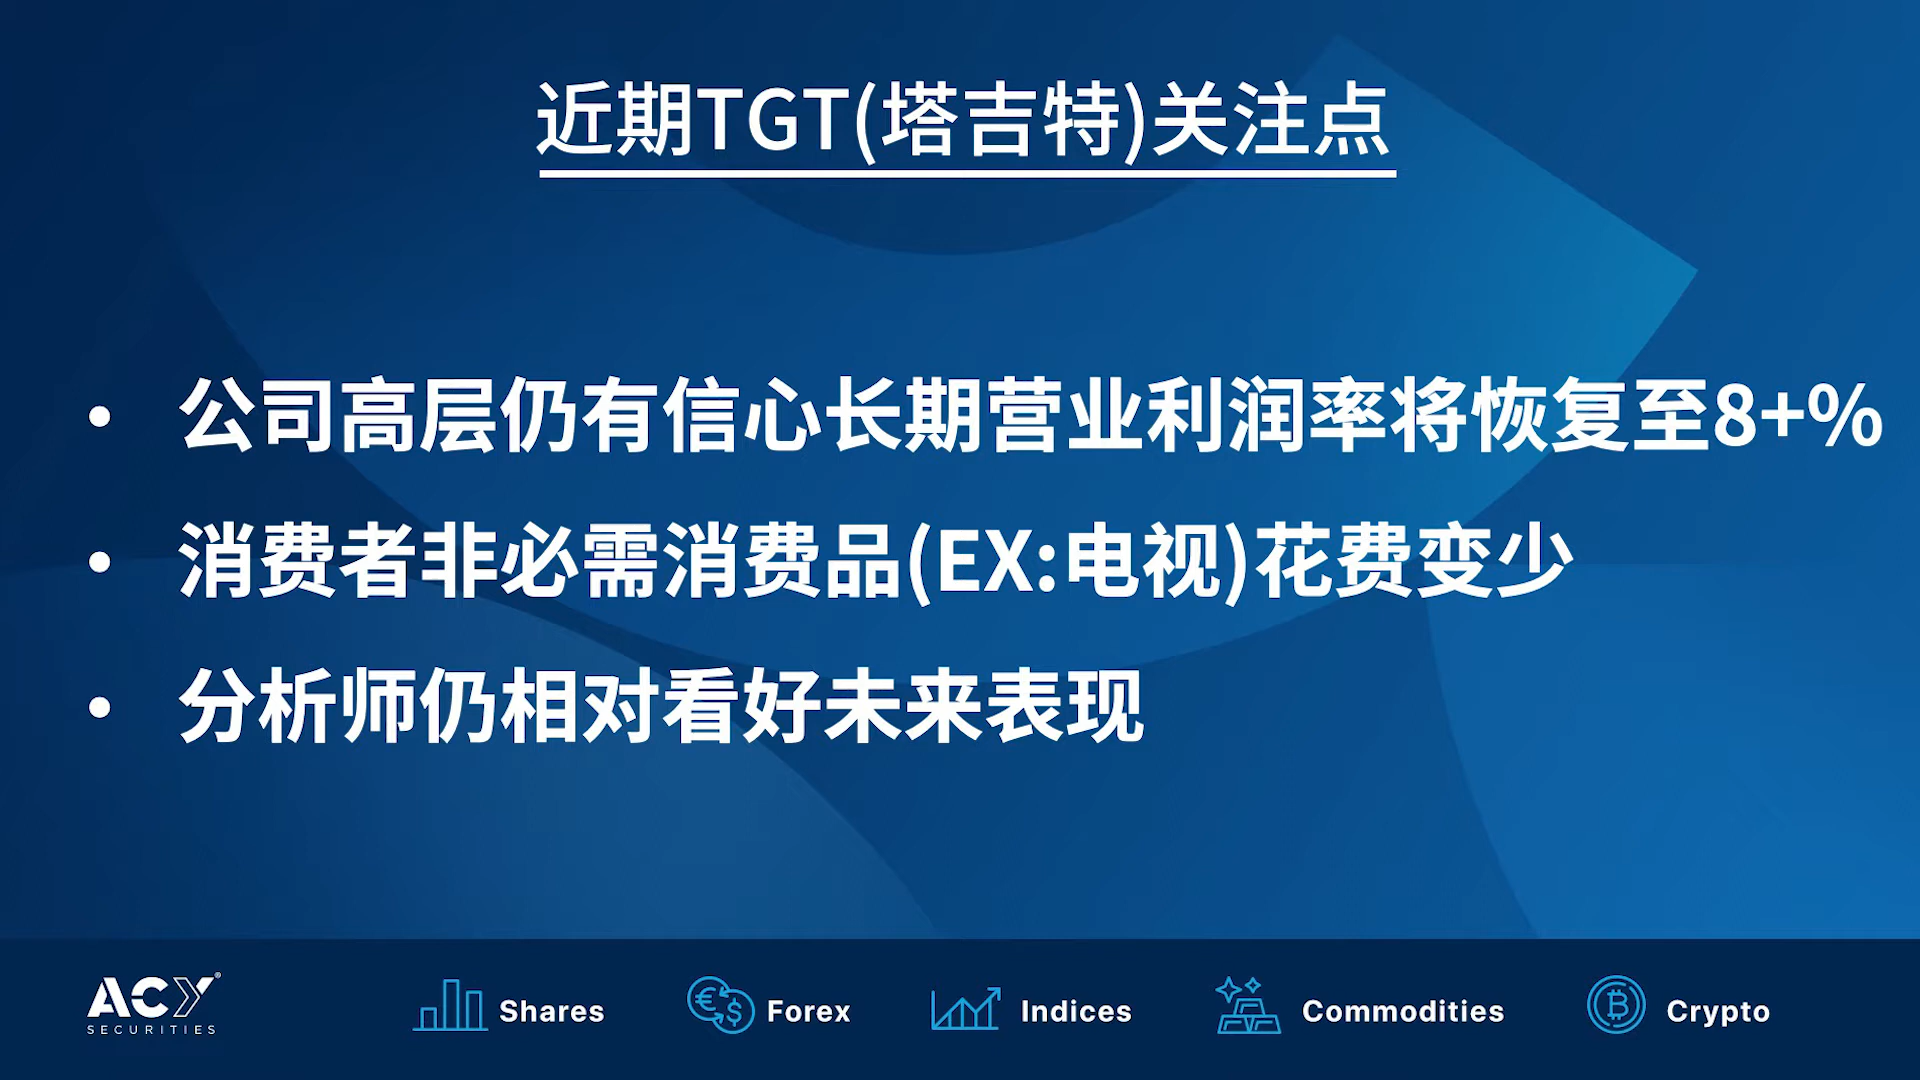 近期TGT(塔吉特)关注点
• 公司高层仍有信心长期营业利润率将恢复至8+%
• 消费者非必需消费品(EX:电视)花费变少
• 分析师仍相对看好未来表现
ACY®
SECURITIES
Shares
Forex
Indices
Commodities
Crypto